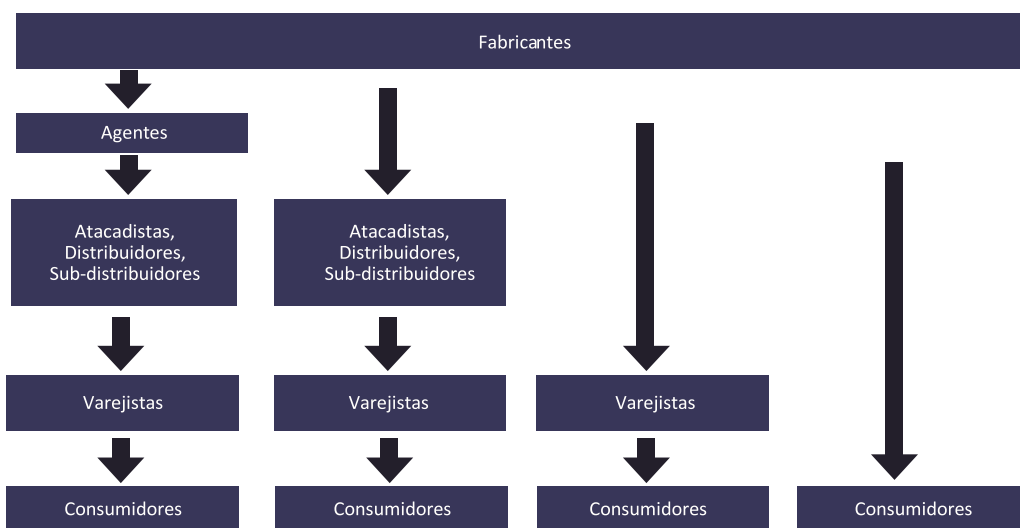 Fabricantes
Agentes
Atacadistas,
Distribuidores,
Sub-distribuidores
Atacadistas,
Distribuidores,
Sub-distribuidores
Varejistas
Varejistas
Varejistas
Consumidores
Consumidores
Consumidores
Consumidores